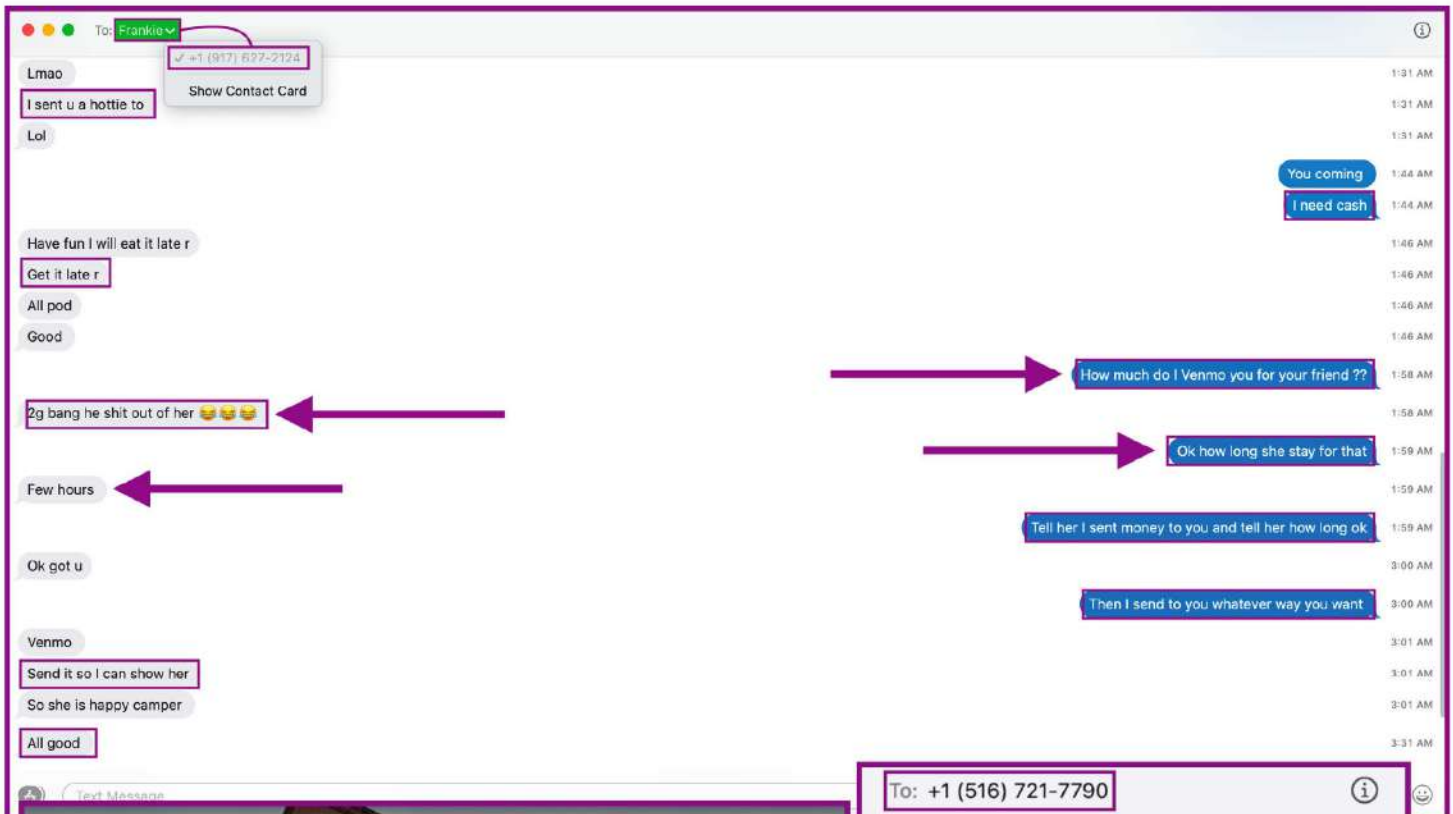 To: Frankie
✓ +1 (917) 627-2124
Show Contact Card
Lmao
1:31 AM
I sent u a hottie to
1:31 AM
Lol
1:31 AM
You coming
1:44 AM
I need cash
1:44 AM
Have fun I will eat it late r
1:46 AM
Get it late r
1:46 AM
All pod
1:46 AM
Good
1:46 AM
How much do I Venmo you for your friend ??
1:58 AM
2g bang he shit out of her 😂😂😂
1:58 AM
Ok how long she stay for that
1:59 AM
Few hours
1:59 AM
Tell her I sent money to you and tell her how long ok
1:59 AM
Ok got u
3:00 AM
Then I send to you whatever way you want
3:00 AM
Venmo
3:01 AM
Send it so I can show her
3:01 AM
So she is happy camper
3:01 AM
All good
3:31 AM
Text Message
To: +1 (516) 721-7790